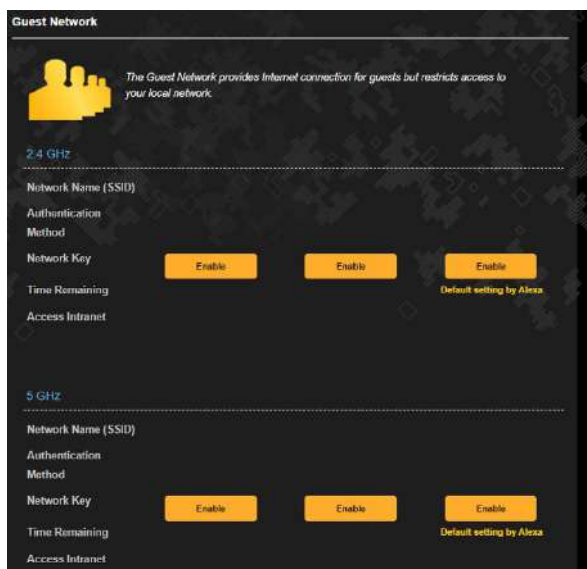 Guest Network
The Guest Network provides Internet connection for guests but restricts access to
your local network.
2.4 GHz
Network Name (SSID)
Authentication
Method
Network Key
Enable Enable Enable
Time Remaining
Default setting by Alexa
Access Intranet
5 GHz
Network Name (SSID)
Authentication
Method
Network Key
Enable Enable Enable
Time Remaining
Default setting by Alexa
Access Intranet